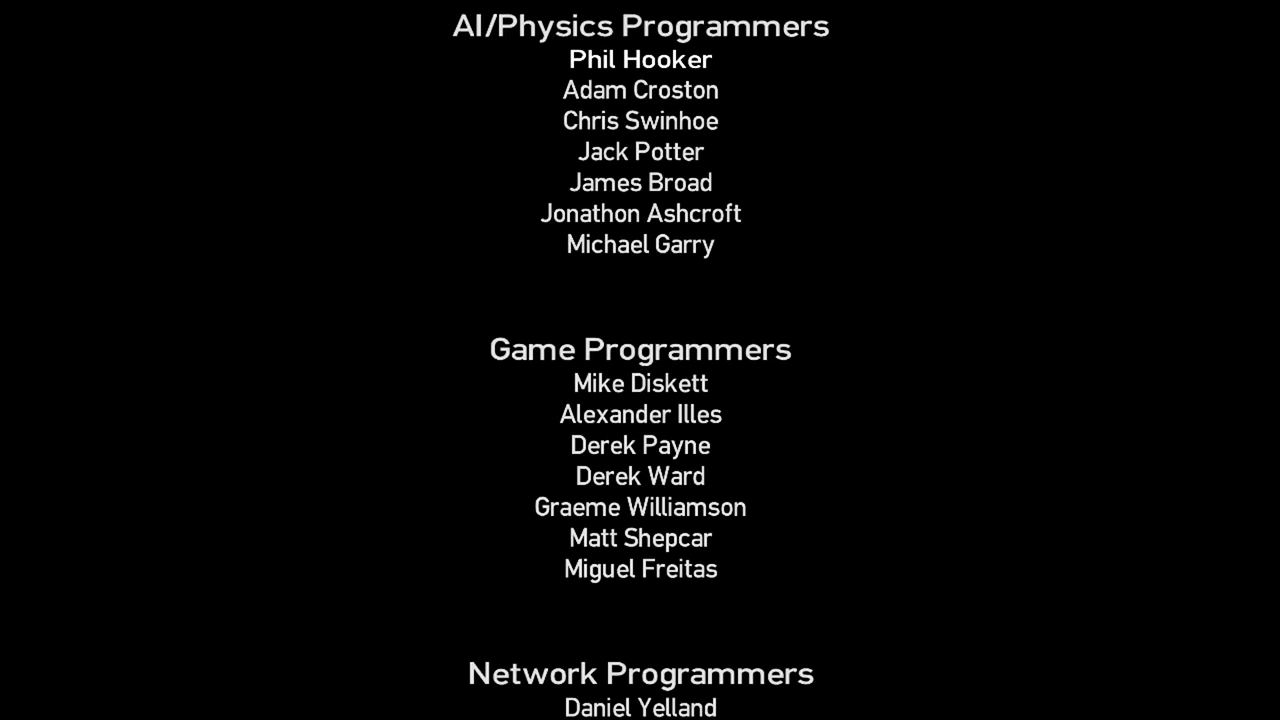 AI/Physics Programmers
Phil Hooker
Adam Croston
Chris Swinhoe
Jack Potter
James Broad
Jonathon Ashcroft
Michael Garry
Game Programmers
Mike Diskett
Alexander Illes
Derek Payne
Derek Ward
Graeme Williamson
Matt Shepcar
Miguel Freitas
Network Programmers
Daniel Yelland